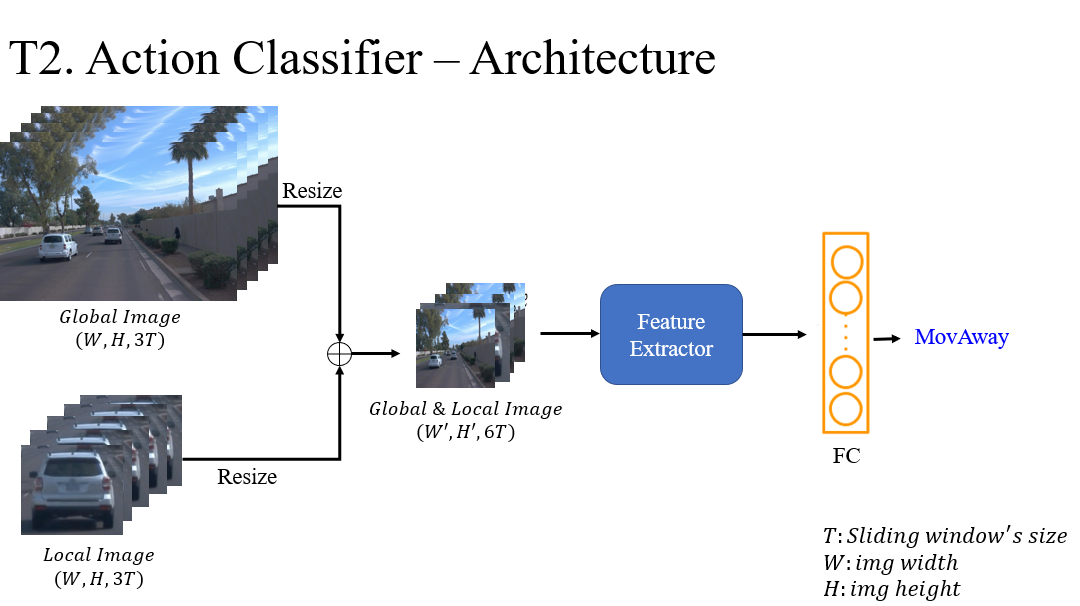 T2. Action Classifier – Architecture
Resize
Global Image
(W, H, 3T)
Feature
Extractor
MovAway
Global & Local Image
(W′, H′, 6T)
Resize
FC
Local Image
(W, H, 3T)
T: Sliding window′s size
W: img width
H: img height